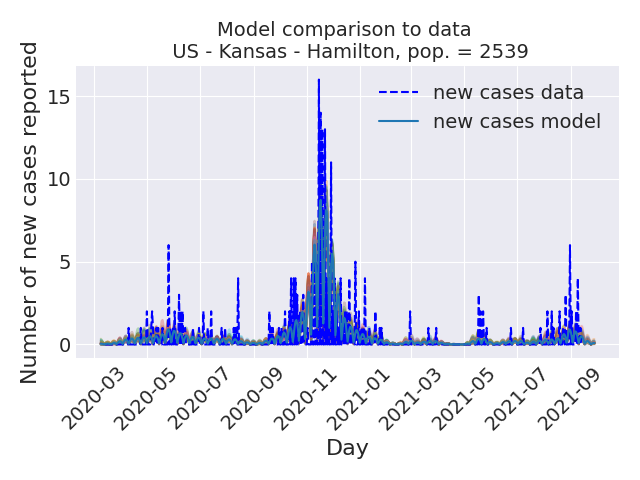 Model comparison to data
US - Kansas - Hamilton, pop. = 2539
Number of new cases reported
15
10
5
0
new cases data
new cases model
2020-03
2020-05
2020-07
2020-09
2020-11
2021-01
2021-03
2021-05
2021-07
2021-09
Day